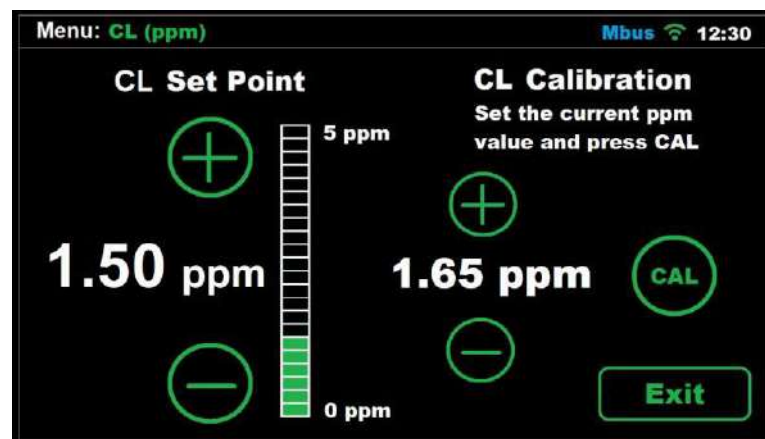 Menu: CL (ppm)
Mbus 12:30
CL Set Point
5 ppm
1.50 ppm
0 ppm
CL Calibration
Set the current ppm
value and press CAL
1.65 ppm
CAL
Exit